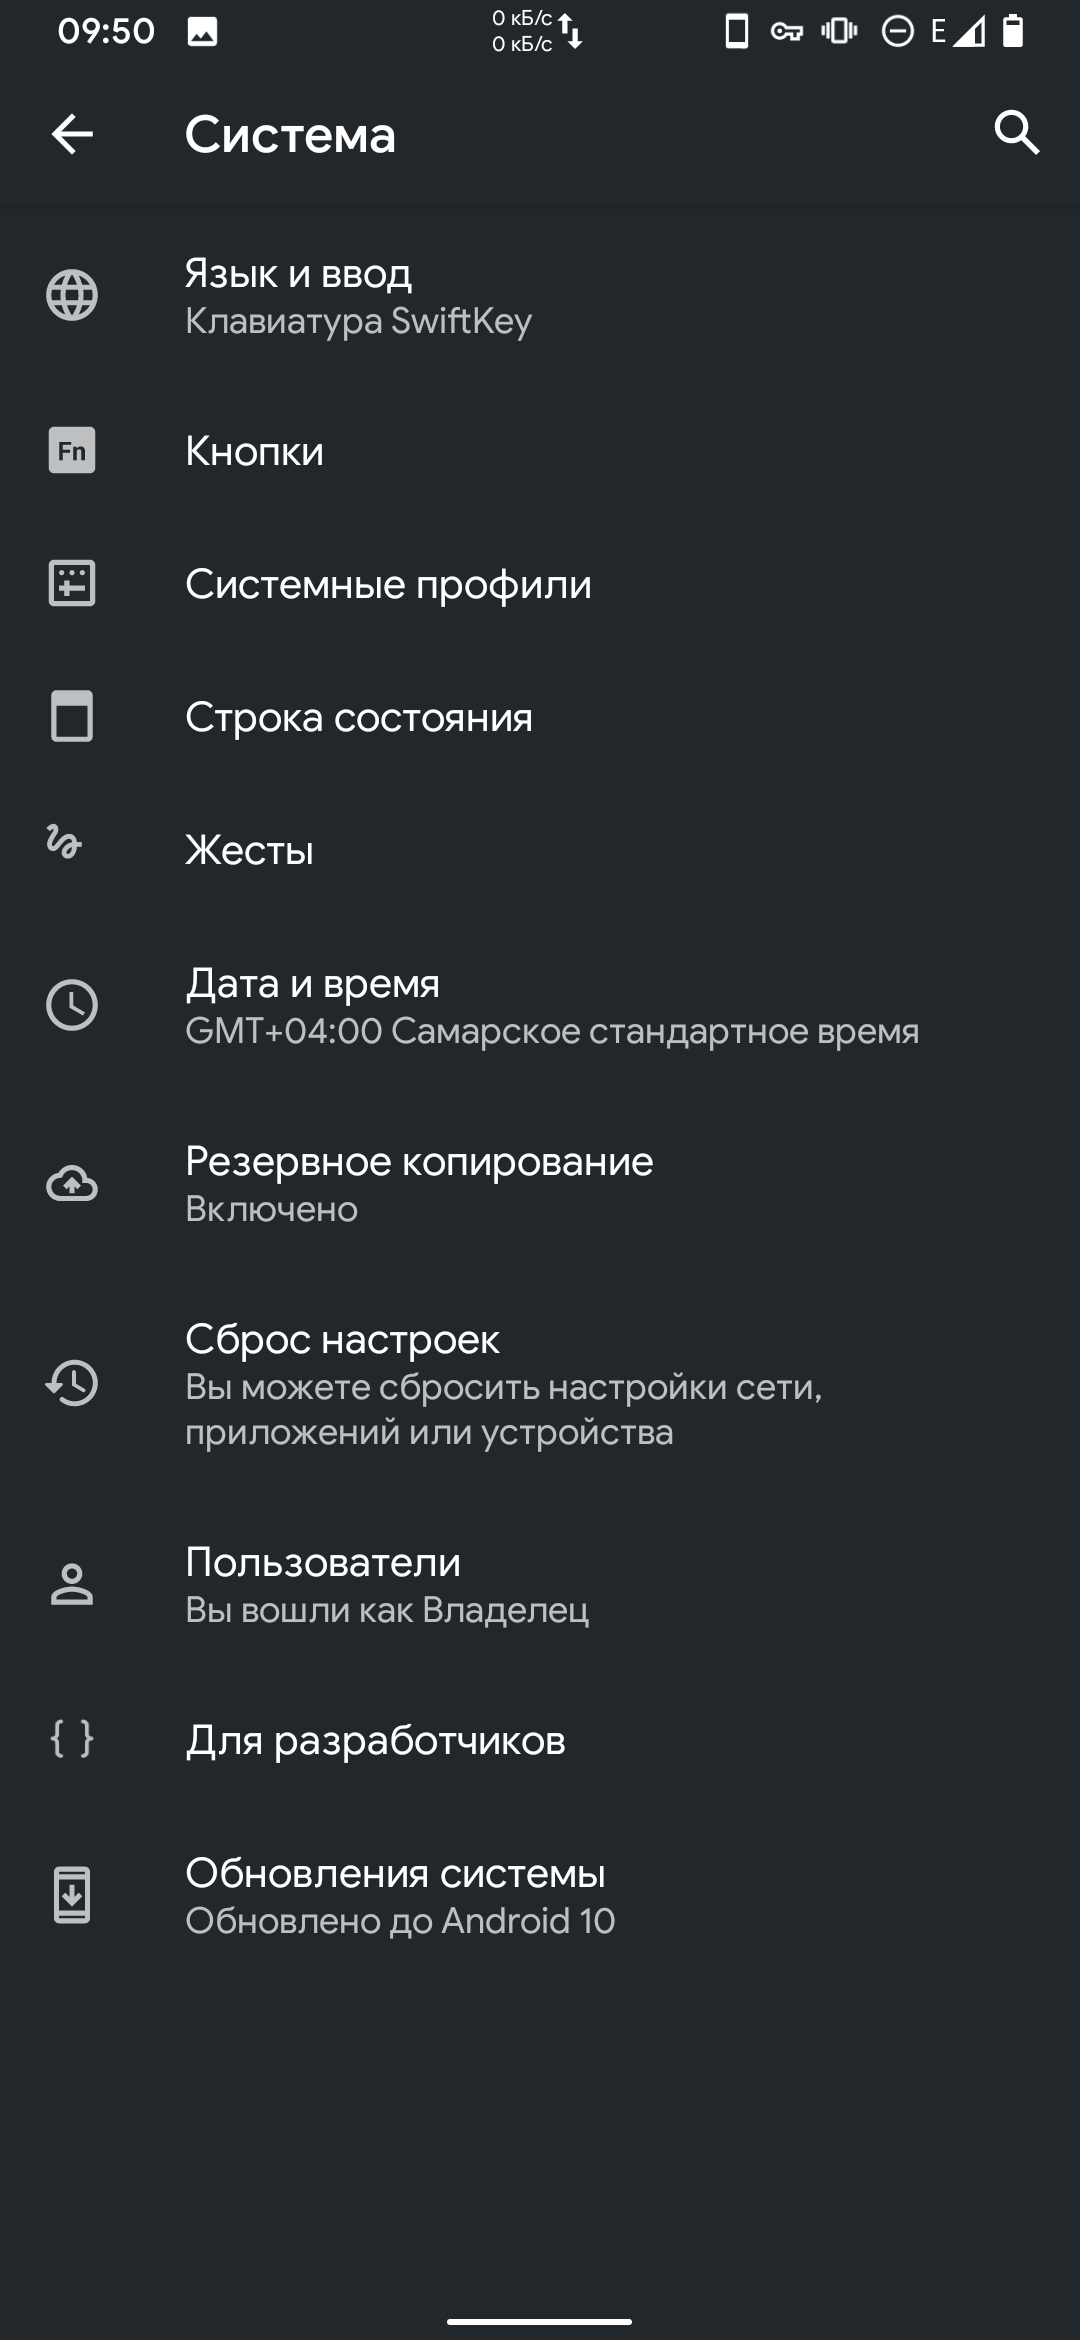 09:50
0 кБ/с
0 кБ/с
E
Система
Язык и ввод
Клавиатура SwiftKey
Fn
Кнопки
Системные профили
Строка состояния
Жесты
Дата и время
GMT+04:00 Самарское стандартное время
Резервное копирование
Включено
Сброс настроек
Вы можете сбросить настройки сети,
приложений или устройства
Пользователи
Вы вошли как Владелец
Для разработчиков
Обновления системы
Обновлено до Android 10